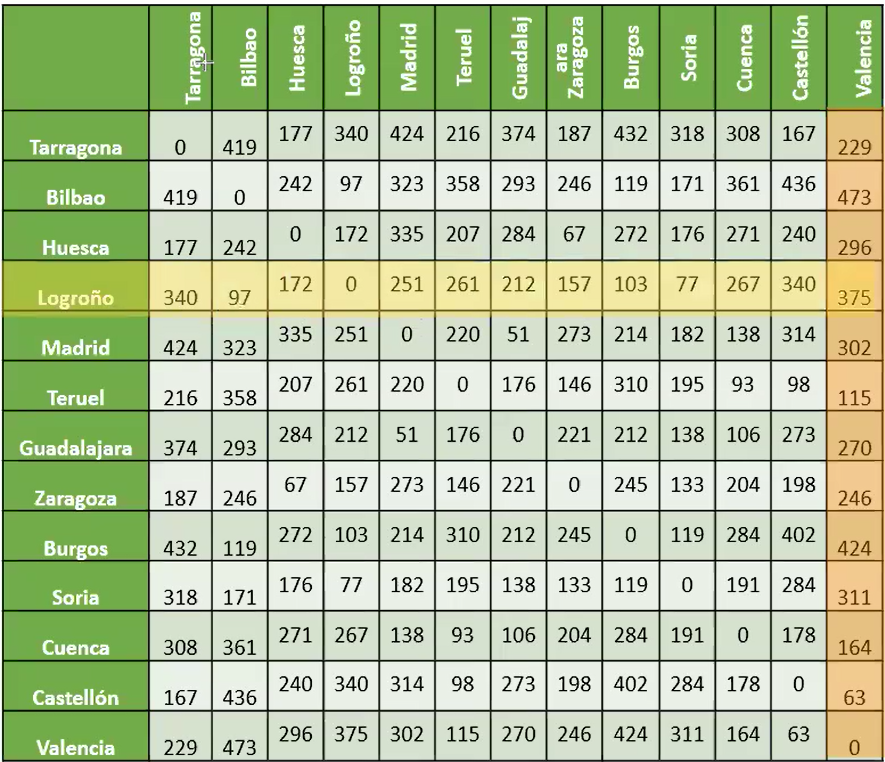 Tarragona Bilbao Huesca Logroño Madrid Teruel Guadalaj ara Zaragoza Burgos Soria Cuenca Castellón Valencia
Tarragona 0 419 177 340 424 216 374 187 432 318 308 167 229
Bilbao 419 0 242 97 323 358 293 246 119 171 361 436 473
Huesca 177 242 0 172 335 207 284 67 272 176 271 240 296
Logroño 340 97 172 0 251 261 212 157 103 77 267 340 375
Madrid 424 323 335 251 0 220 51 273 214 182 138 314 302
Teruel 216 358 207 261 220 0 176 146 310 195 93 98 115
Guadalajara 374 293 284 212 51 176 0 221 212 138 106 273 270
Zaragoza 187 246 67 157 273 146 221 0 245 133 204 198 246
Burgos 432 119 272 103 214 310 212 245 0 119 284 402 424
Soria 318 171 176 77 182 195 138 133 119 0 191 284 311
Cuenca 308 361 271 267 138 93 106 204 284 191 0 178 164
Castellón 167 436 240 340 314 98 273 198 402 284 178 0 63
Valencia 229 473 296 375 302 115 270 246 424 311 164 63 0